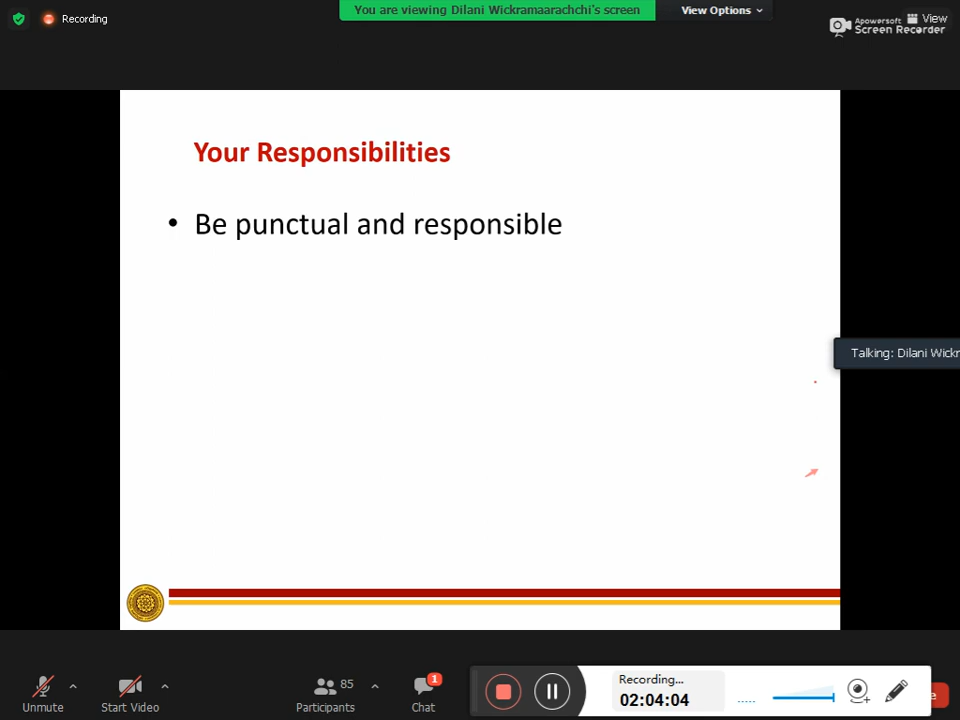 Recording
You are viewing Dilani Wickramaarachchi's screen
View Options
View
Apowersoft
Screen Recorder
Your Responsibilities
• Be punctual and responsible
Talking: Dilani Wickr
Unmute
Start Video
85
Participants
1
Chat
Recording...
02:04:04
e